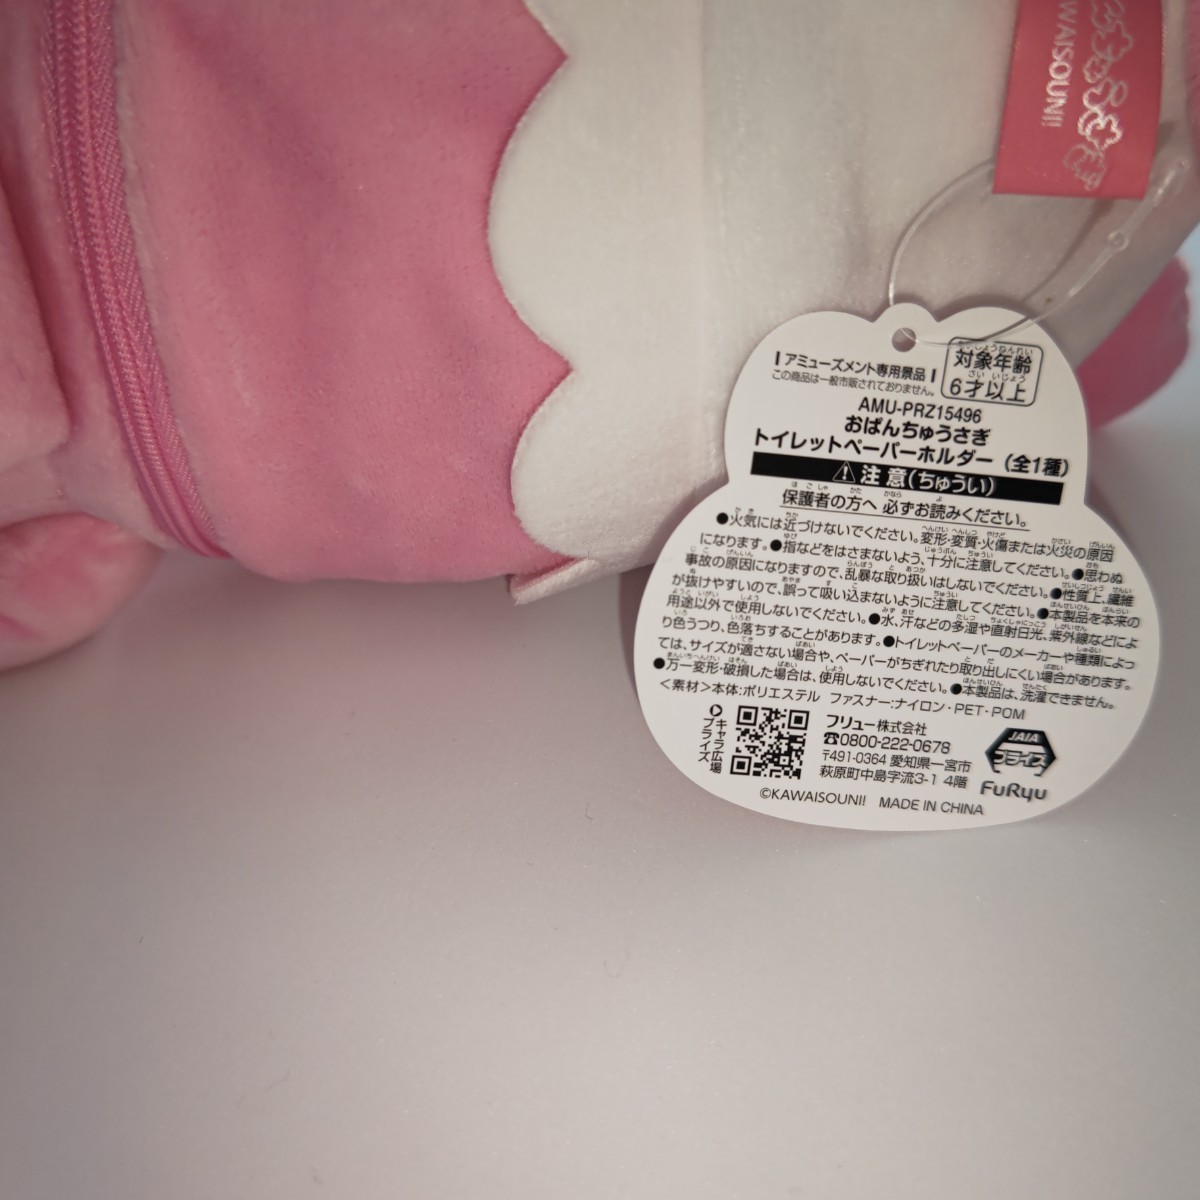 WAISOUNI!!
アミューズメント専用景品
この商品は一般市販されておりません。
対象年齢
6才以上
AMU-PRZ15496
おぱんちゅうさぎ
トイレットペーパーホルダー (全1種)
注意(ちゅうい)
保護者の方へ 必ずお読みください。
●火気には近づけないでください。変形・変質・火傷または火災の原因
になります。●指などをはさまないよう、十分に注意してください。●思わぬ
事故の原因になりますので、乱暴な取り扱いはしないでください。●性質上、繊維
が抜けやすいので、誤って吸い込まないように注意してください。●本製品を本来の
用途以外で使用しないでください。●水、汗などの多湿や直射日光、紫外線などによ
り色うつり、色落ちすることがあります。●トイレットペーパーのメーカーや種類によっ
ては、サイズが適さない場合や、ペーパーがちぎれたり取り出しにくい場合があります。
●万一変形・破損した場合は、使用しないでください。●本製品は、洗濯できません。
<素材>本体:ポリエステル ファスナー:ナイロン・PET・POM
キャラ広場
プライズ
フリュー株式会社
☎0800-222-0678
〒491-0364 愛知県一宮市
萩原町中島字流3-1 4階
JAIA
プライズ
FuRyu
©KAWAISOUNI! MADE IN CHINA